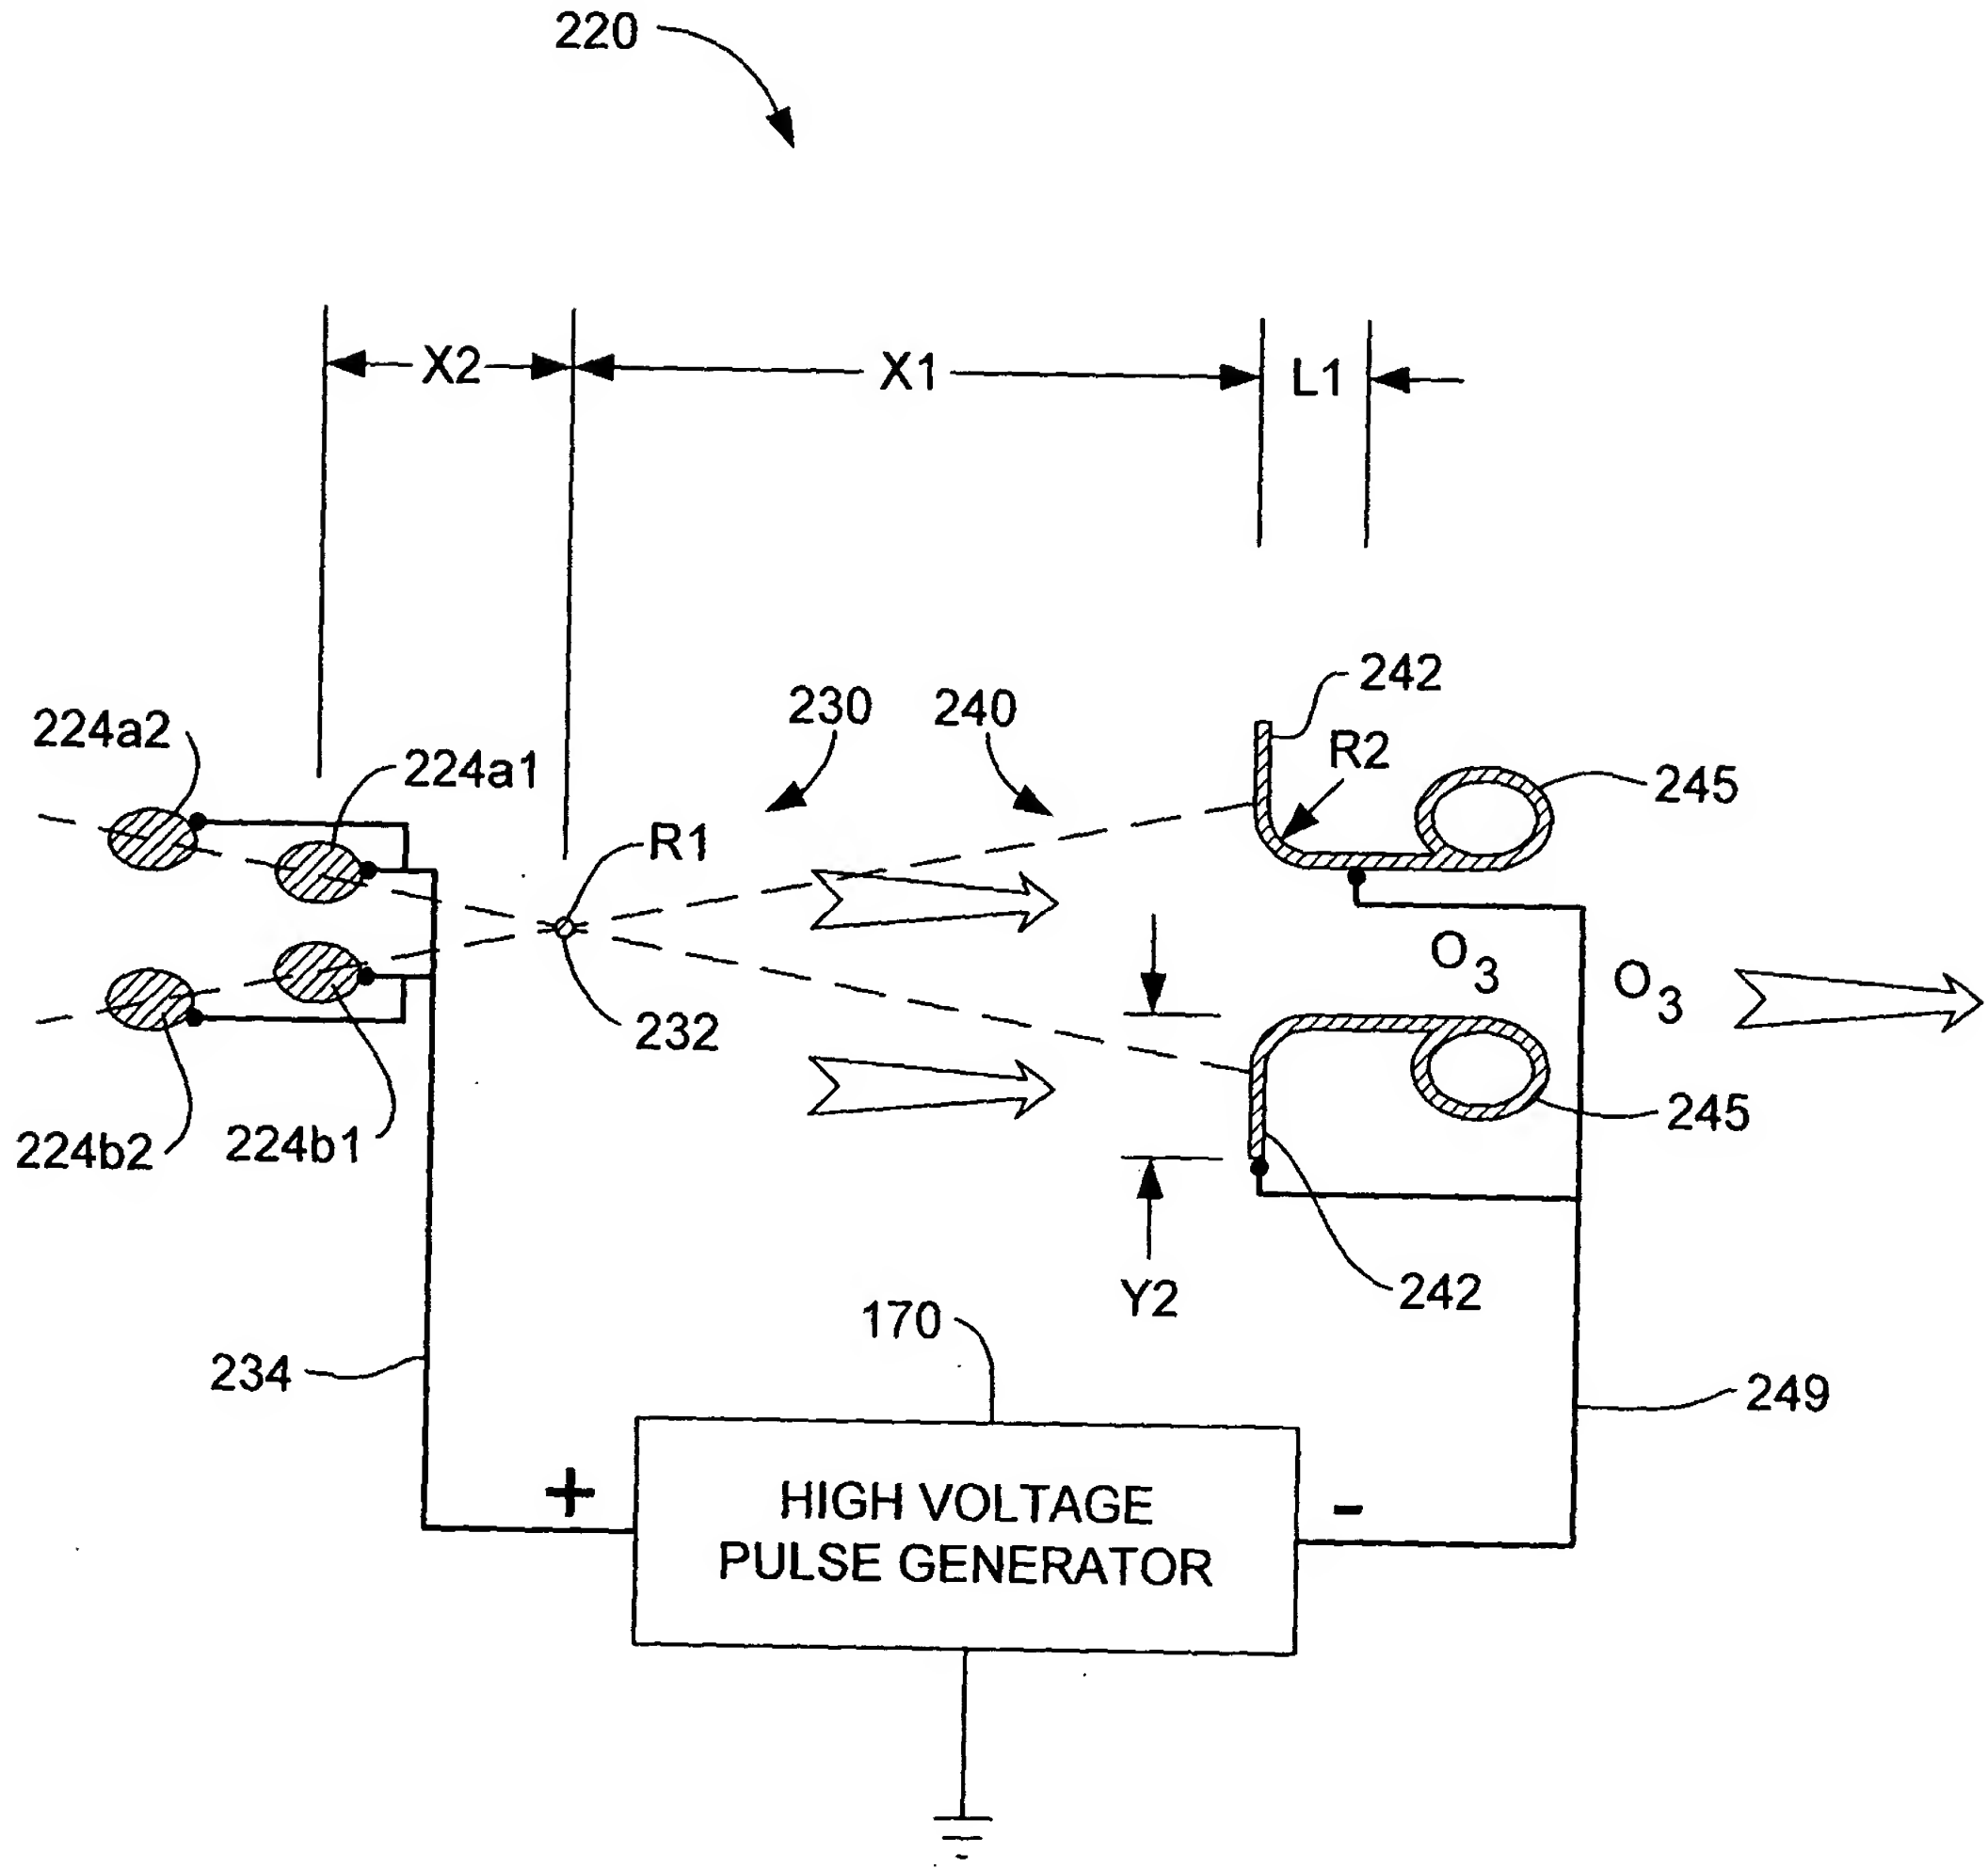 220
X2
X1
L1
242
230
240
R2
224a2
224a1
245
R1
O3
O3
232
245
224b2
224b1
Y2
242
170
234
249
+
-
HIGH VOLTAGE
PULSE GENERATOR